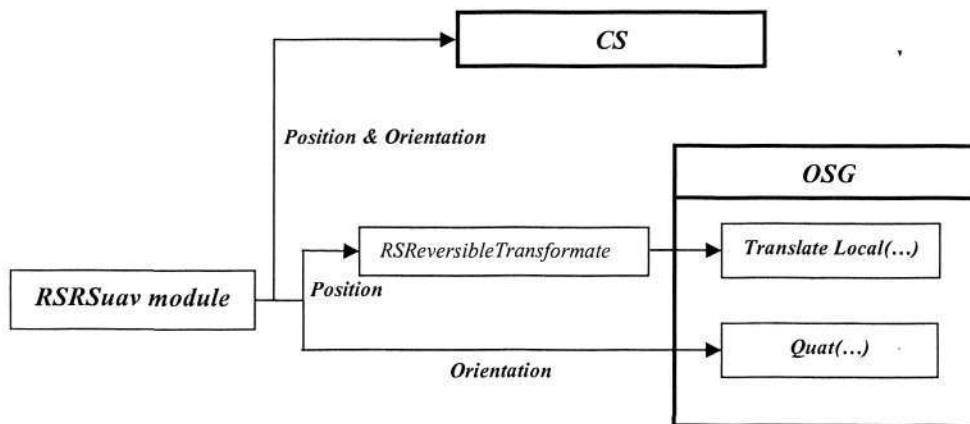 CS
Position & Orientation
OSG
RSReversibleTransformate
Translate Local(...)
RSRSuav module
Position
Quat(...)
Orientation